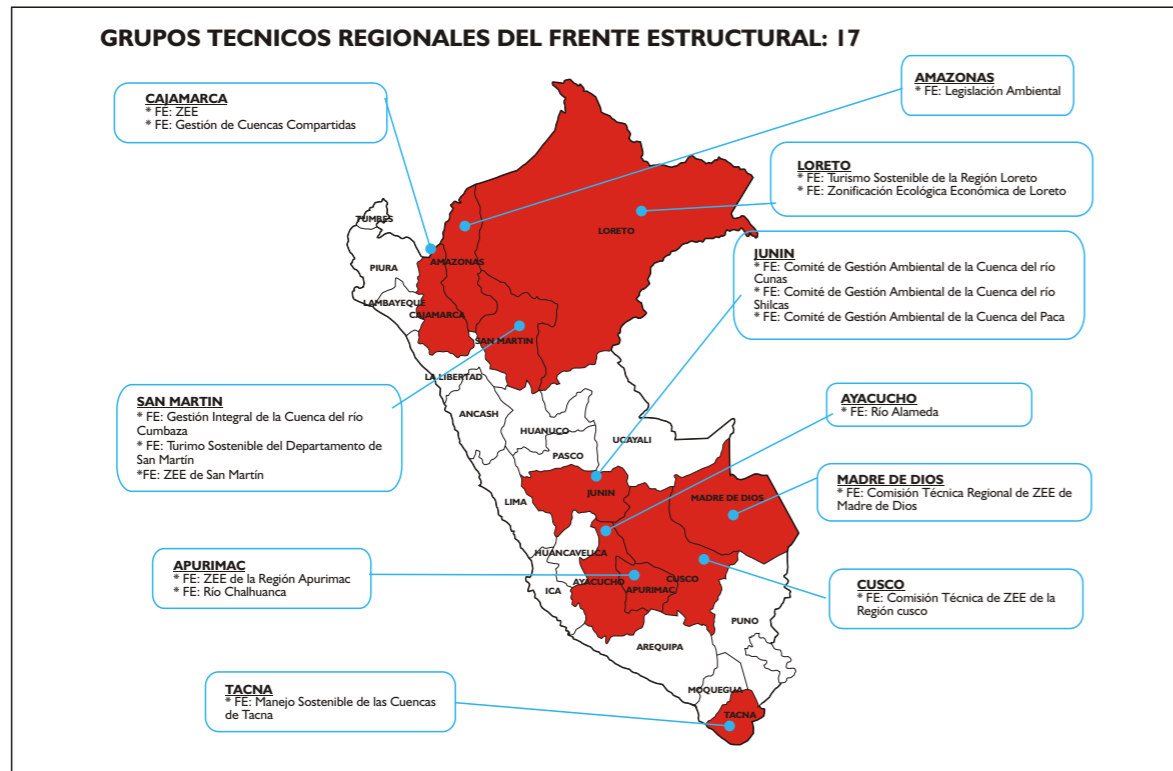 GRUPOS TECNICOS REGIONALES DEL FRENTE ESTRUCTURAL: 17
CAJAMARCA
* FE: ZEE
* FE: Gestión de Cuencas Compartidas
AMAZONAS
* FE: Legislación Ambiental
LORETO
* FE: Turismo Sostenible de la Región Loreto
* FE: Zonificación Ecológica Económica de Loreto
JUNIN
* FE: Comité de Gestión Ambiental de la Cuenca del río
Cunas
* FE: Comité de Gestión Ambiental de la Cuenca del río
Shilcas
* FE: Comité de Gestión Ambiental de la Cuenca del Paca
SAN MARTIN
* FE: Gestión Integral de la Cuenca del río
Cumbaza
* FE: Turimo Sostenible del Departamento de
San Martín
*FE: ZEE de San Martín
AYACUCHO
* FE: Río Alameda
MADRE DE DIOS
* FE: Comisión Técnica Regional de ZEE de
Madre de Dios
APURIMAC
* FE: ZEE de la Región Apurimac
* FE: Río Chalhuanca
CUSCO
* FE: Comisión Técnica de ZEE de la
Región cusco
TACNA
* FE: Manejo Sostenible de las Cuencas
de Tacna
TUMBES
PIURA
AMAZONAS
LORETO
LAMBAYEQUE
CAJAMARCA
SAN MARTIN
LA LIBERTAD
ANCASH
HUANUCO
UCAYALI
PASCO
LIMA
JUNIN
MADRE DE DIOS
HUANCAVELICA
ICA
AYACUCHO
APURIMAC
CUSCO
PUNO
AREQUIPA
MOQUEGUA
TACNA